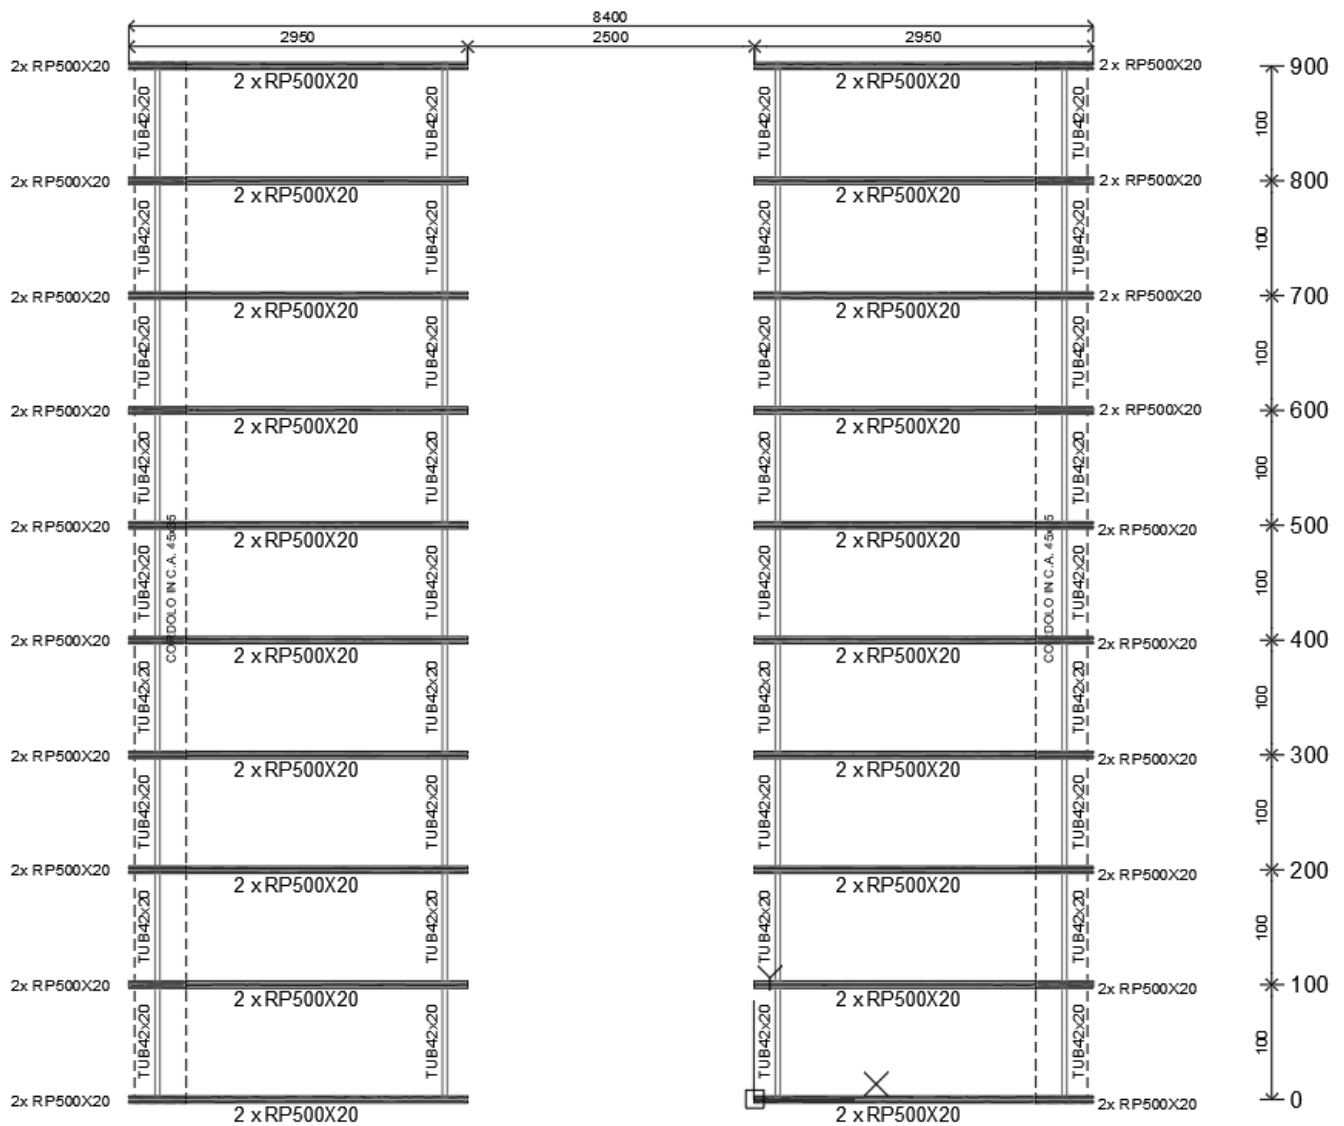 8400
2950 2500 2950
2x RP500X20 2x RP500X20 900
2 x RP500X20 2 x RP500X20
TUB42x20 TUB42x20 TUB42x20 TUB42x20 100
2x RP500X20 2x RP500X20 800
2 x RP500X20 2 x RP500X20
TUB42x20 TUB42x20 TUB42x20 TUB42x20 100
2x RP500X20 2x RP500X20 700
2 x RP500X20 2 x RP500X20
TUB42x20 TUB42x20 TUB42x20 TUB42x20 100
2x RP500X20 2x RP500X20 600
2 x RP500X20 2 x RP500X20
TUB42x20 TUB42x20 TUB42x20 TUB42x20 100
2x RP500X20 2x RP500X20 500
2 x RP500X20 2 x RP500X20
TUB42x20 CORDOLO IN C.A. 45x35 TUB42x20 TUB42x20 CORDOLO IN C.A. 45x35 TUB42x20 100
2x RP500X20 2x RP500X20 400
2 x RP500X20 2 x RP500X20
TUB42x20 TUB42x20 TUB42x20 TUB42x20 100
2x RP500X20 2x RP500X20 300
2 x RP500X20 2 x RP500X20
TUB42x20 TUB42x20 TUB42x20 TUB42x20 100
2x RP500X20 2x RP500X20 200
2 x RP500X20 2 x RP500X20
TUB42x20 TUB42x20 TUB42x20 TUB42x20 100
Y
2x RP500X20 2x RP500X20 100
2 x RP500X20 2 x RP500X20
TUB42x20 TUB42x20 TUB42x20 TUB42x20 100
X
2x RP500X20 2x RP500X20 0
2 x RP500X20 2 x RP500X20